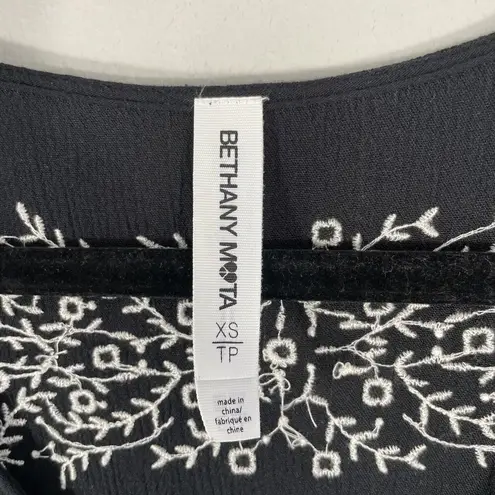 BETHANY MOTA
XS
TP
made in
china/
fabriqué en
chine